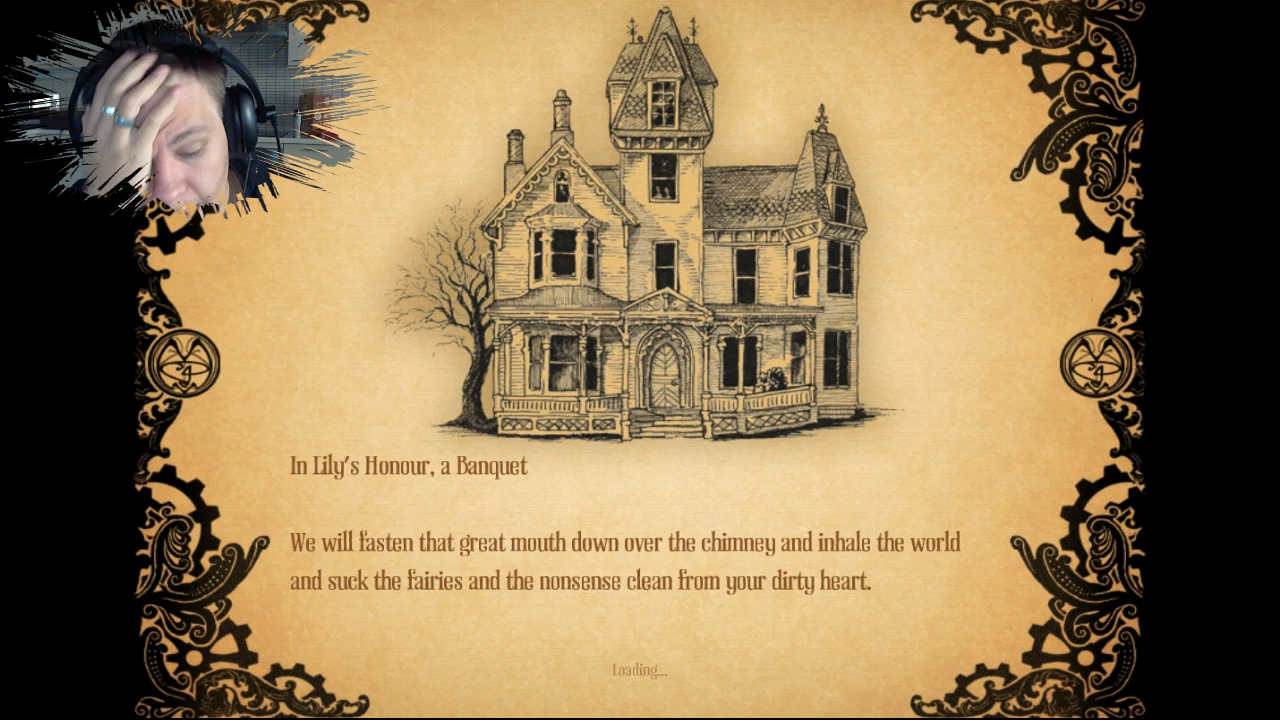 In Lily's Honour, a Banquet
We will fasten that great mouth down over the chimney and inhale the world
and suck the fairies and the nonsense clean from your dirty heart.
Loading...